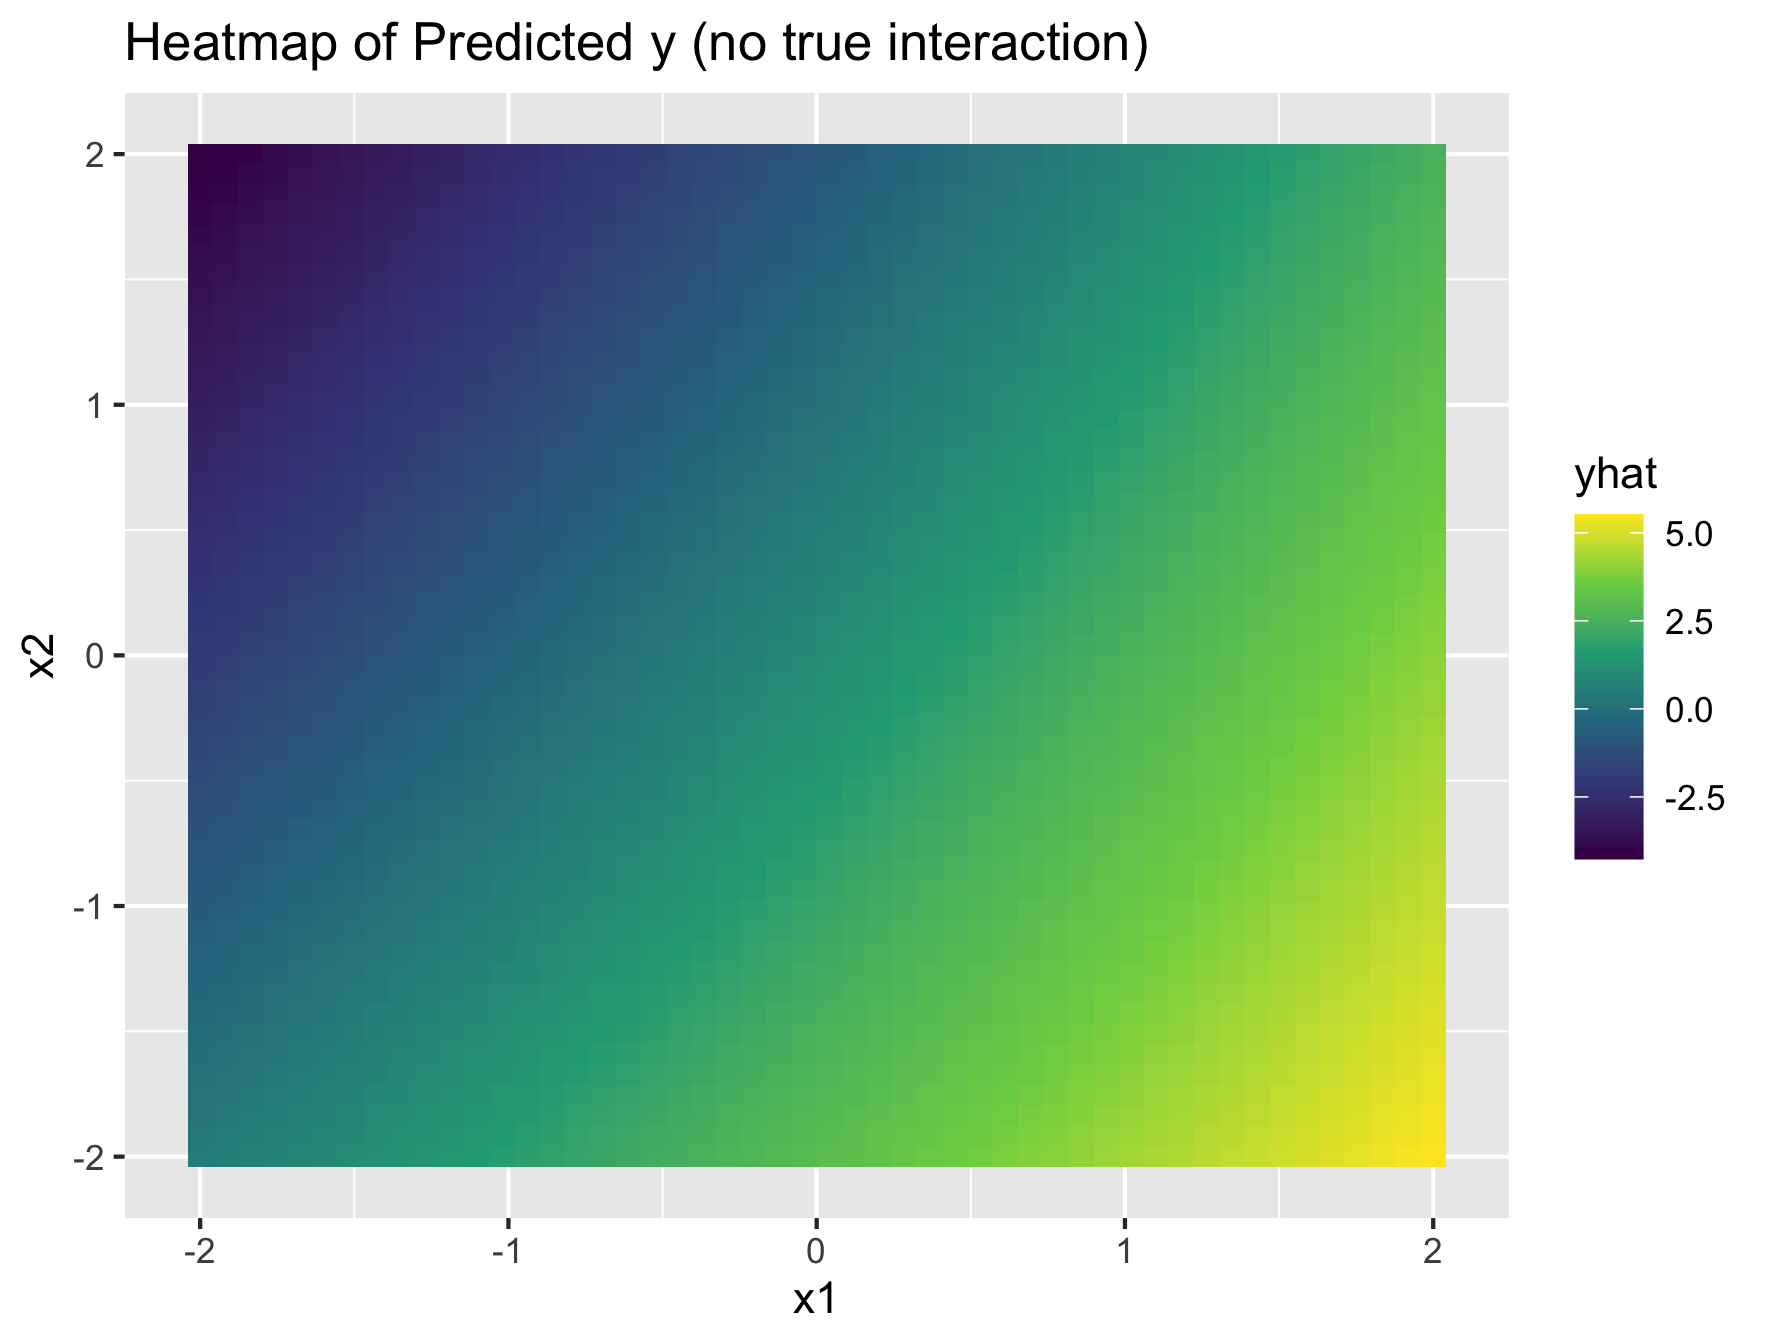 Heatmap of Predicted y (no true interaction)
2
1
0
-1
-2
x2
-2 -1 0 1 2
x1
yhat
5.0
2.5
0.0
-2.5